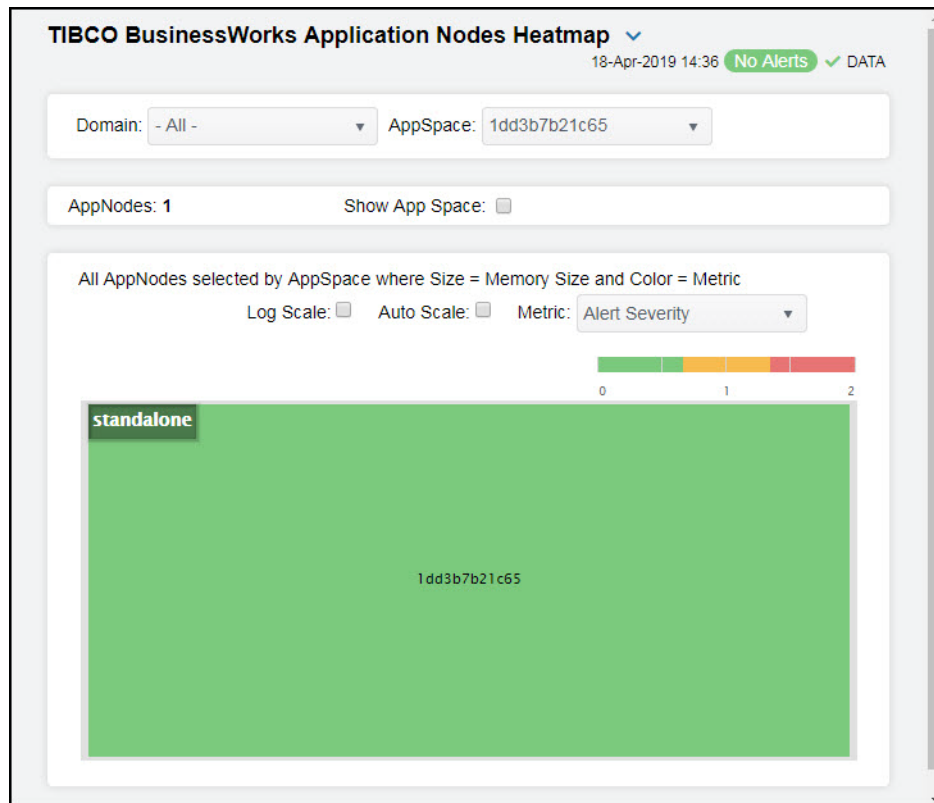 TIBCO BusinessWorks Application Nodes Heatmap
18-Apr-2019 14:36 No Alerts DATA
Domain: - All - AppSpace: 1dd3b7b21c65
AppNodes: 1 Show App Space:
All AppNodes selected by AppSpace where Size = Memory Size and Color = Metric
Log Scale: Auto Scale: Metric: Alert Severity
0 1 2
standalone
1dd3b7b21c65